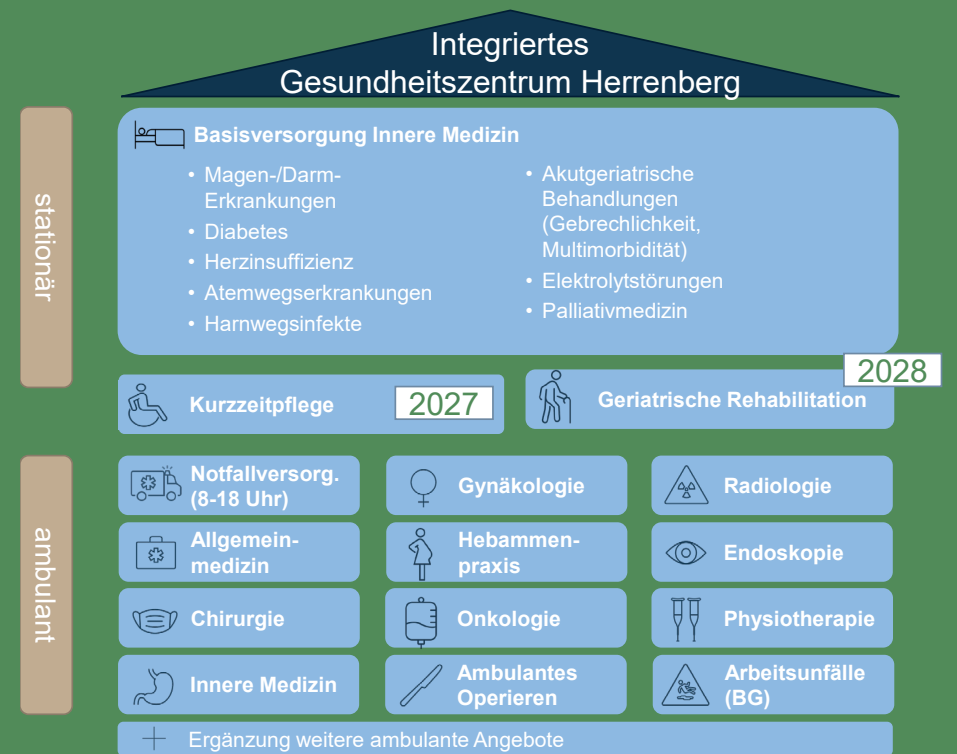 Integriertes
Gesundheitszentrum Herrenberg
stationär
Basisversorgung Innere Medizin
• Magen-/Darm-
Erkrankungen
• Diabetes
• Herzinsuffizienz
• Atemwegserkrankungen
• Harnwegsinfekte
• Akutgeriatrische
Behandlungen
(Gebrechlichkeit,
Multimorbidität)
• Elektrolytstörungen
• Palliativmedizin
Kurzzeitpflege
2027
Geriatrische Rehabilitation
2028
ambulant
Notfallversorg.
(8-18 Uhr)
Gynäkologie
Radiologie
Allgemein-
medizin
Hebammen-
praxis
Endoskopie
Chirurgie
Onkologie
Physiotherapie
Innere Medizin
Ambulantes
Operieren
Arbeitsunfälle
(BG)
Ergänzung weitere ambulante Angebote